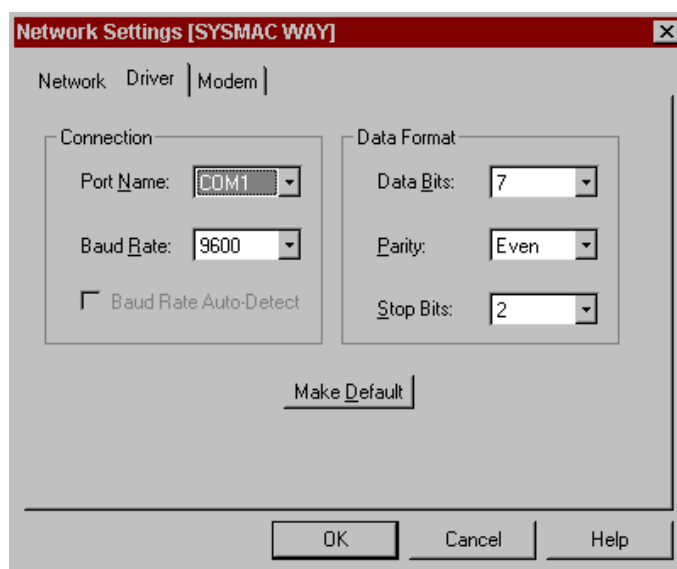 Network Settings [SYSMAC WAY]
Network Driver Modem
Connection
Port Name: COM1
Baud Rate: 9600
Baud Rate Auto-Detect
Data Format
Data Bits: 7
Parity: Even
Stop Bits: 2
Make Default
OK Cancel Help